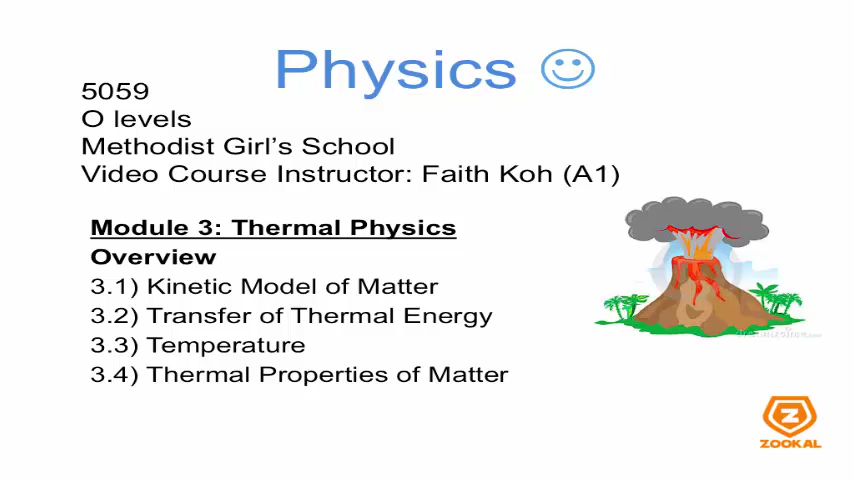 Physics
5059
O levels
Methodist Girl's School
Video Course Instructor: Faith Koh (A1)
Module 3: Thermal Physics
Overview
3.1) Kinetic Model of Matter
3.2) Transfer of Thermal Energy
3.3) Temperature
3.4) Thermal Properties of Matter
Z
ZOOKAL